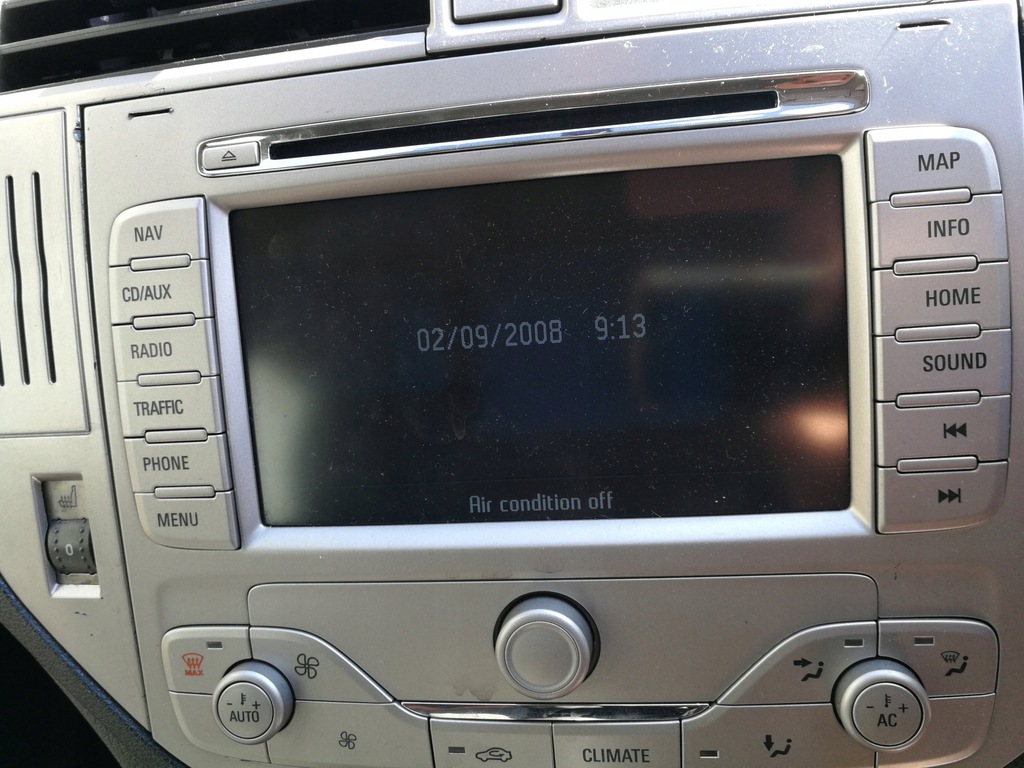 MAP
NAV
INFO
CD/AUX
HOME
RADIO
02/09/2008 9:13
SOUND
TRAFFIC
PHONE
MENU
Air condition off
0
MAX
- +
AUTO
- +
AC
CLIMATE